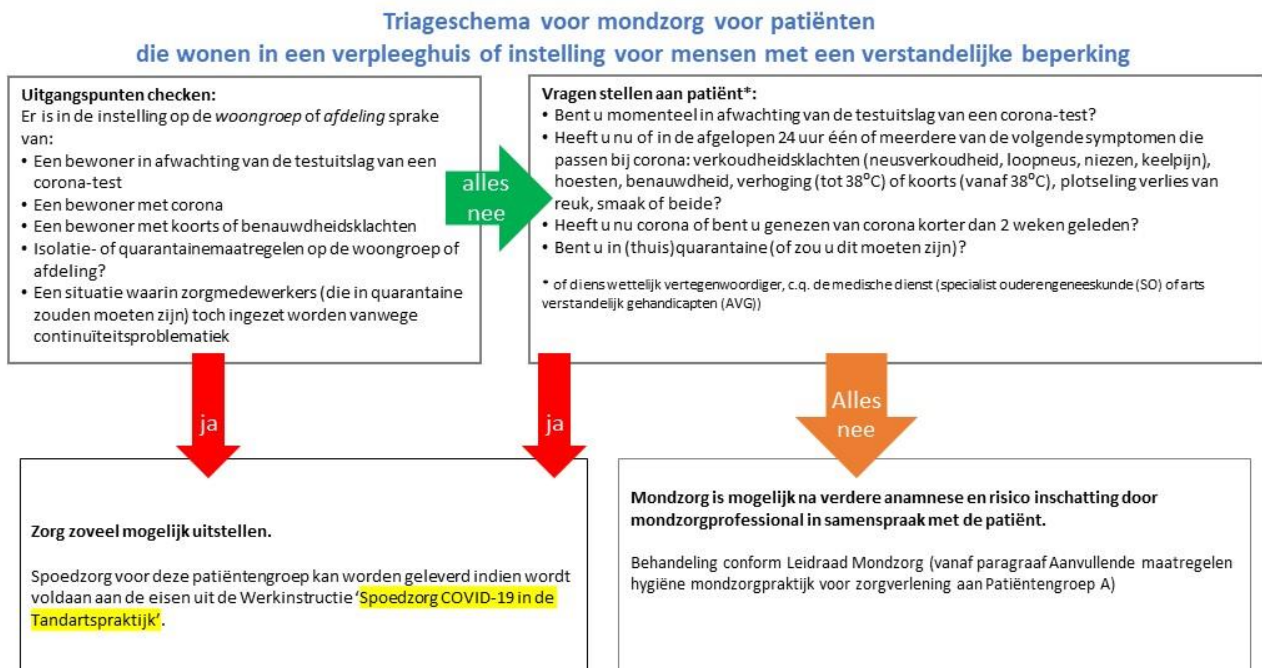 Triageschema voor mondzorg voor patiënten
die wonen in een verpleeghuis of instelling voor mensen met een verstandelijke beperking
Uitgangspunten checken:
Er is in de instelling op de woongroep of afdeling sprake
van:
• Een bewoner in afwachting van de testuitslag van een
corona-test
• Een bewoner met corona
• Een bewoner met koorts of benauwdheidsklachten
• Isolatie- of quarantainemaatregelen op de woongroep of
afdeling?
• Een situatie waarin zorgmedewerkers (die in quarantaine
zouden moeten zijn) toch ingezet worden vanwege
continuïteitsproblematiek
alles
nee
Vragen stellen aan patiënt*:
• Bent u momenteel in afwachting van de testuitslag van een corona-test?
• Heeft u nu of in de afgelopen 24 uur één of meerdere van de volgende symptomen die
passen bij corona: verkoudheidsklachten (neusverkoudheid, loopneus, niezen, keelpijn),
hoesten, benauwdheid, verhoging (tot 38°C) of koorts (vanaf 38°C), plotseling verlies van
reuk, smaak of beide?
• Heeft u nu corona of bent u genezen van corona korter dan 2 weken geleden?
• Bent u in (thuis)quarantaine (of zou u dit moeten zijn)?
* of diens wettelijk vertegenwoordiger, c.q. de medische dienst (specialist ouderengeneeskunde (SO) of arts
verstandelijk gehandicapten (AVG))
ja
ja
Alles
nee
Zorg zoveel mogelijk uitstellen.
Spoedzorg voor deze patiëntengroep kan worden geleverd indien wordt
voldaan aan de eisen uit de Werkinstructie ‘Spoedzorg COVID-19 in de
Tandartspraktijk’.
Mondzorg is mogelijk na verdere anamnese en risico inschatting door
mondzorgprofessional in samenspraak met de patiënt.
Behandeling conform Leidraad Mondzorg (vanaf paragraaf Aanvullende maatregelen
hygiëne mondzorgpraktijk voor zorgverlening aan Patiëntengroep A)